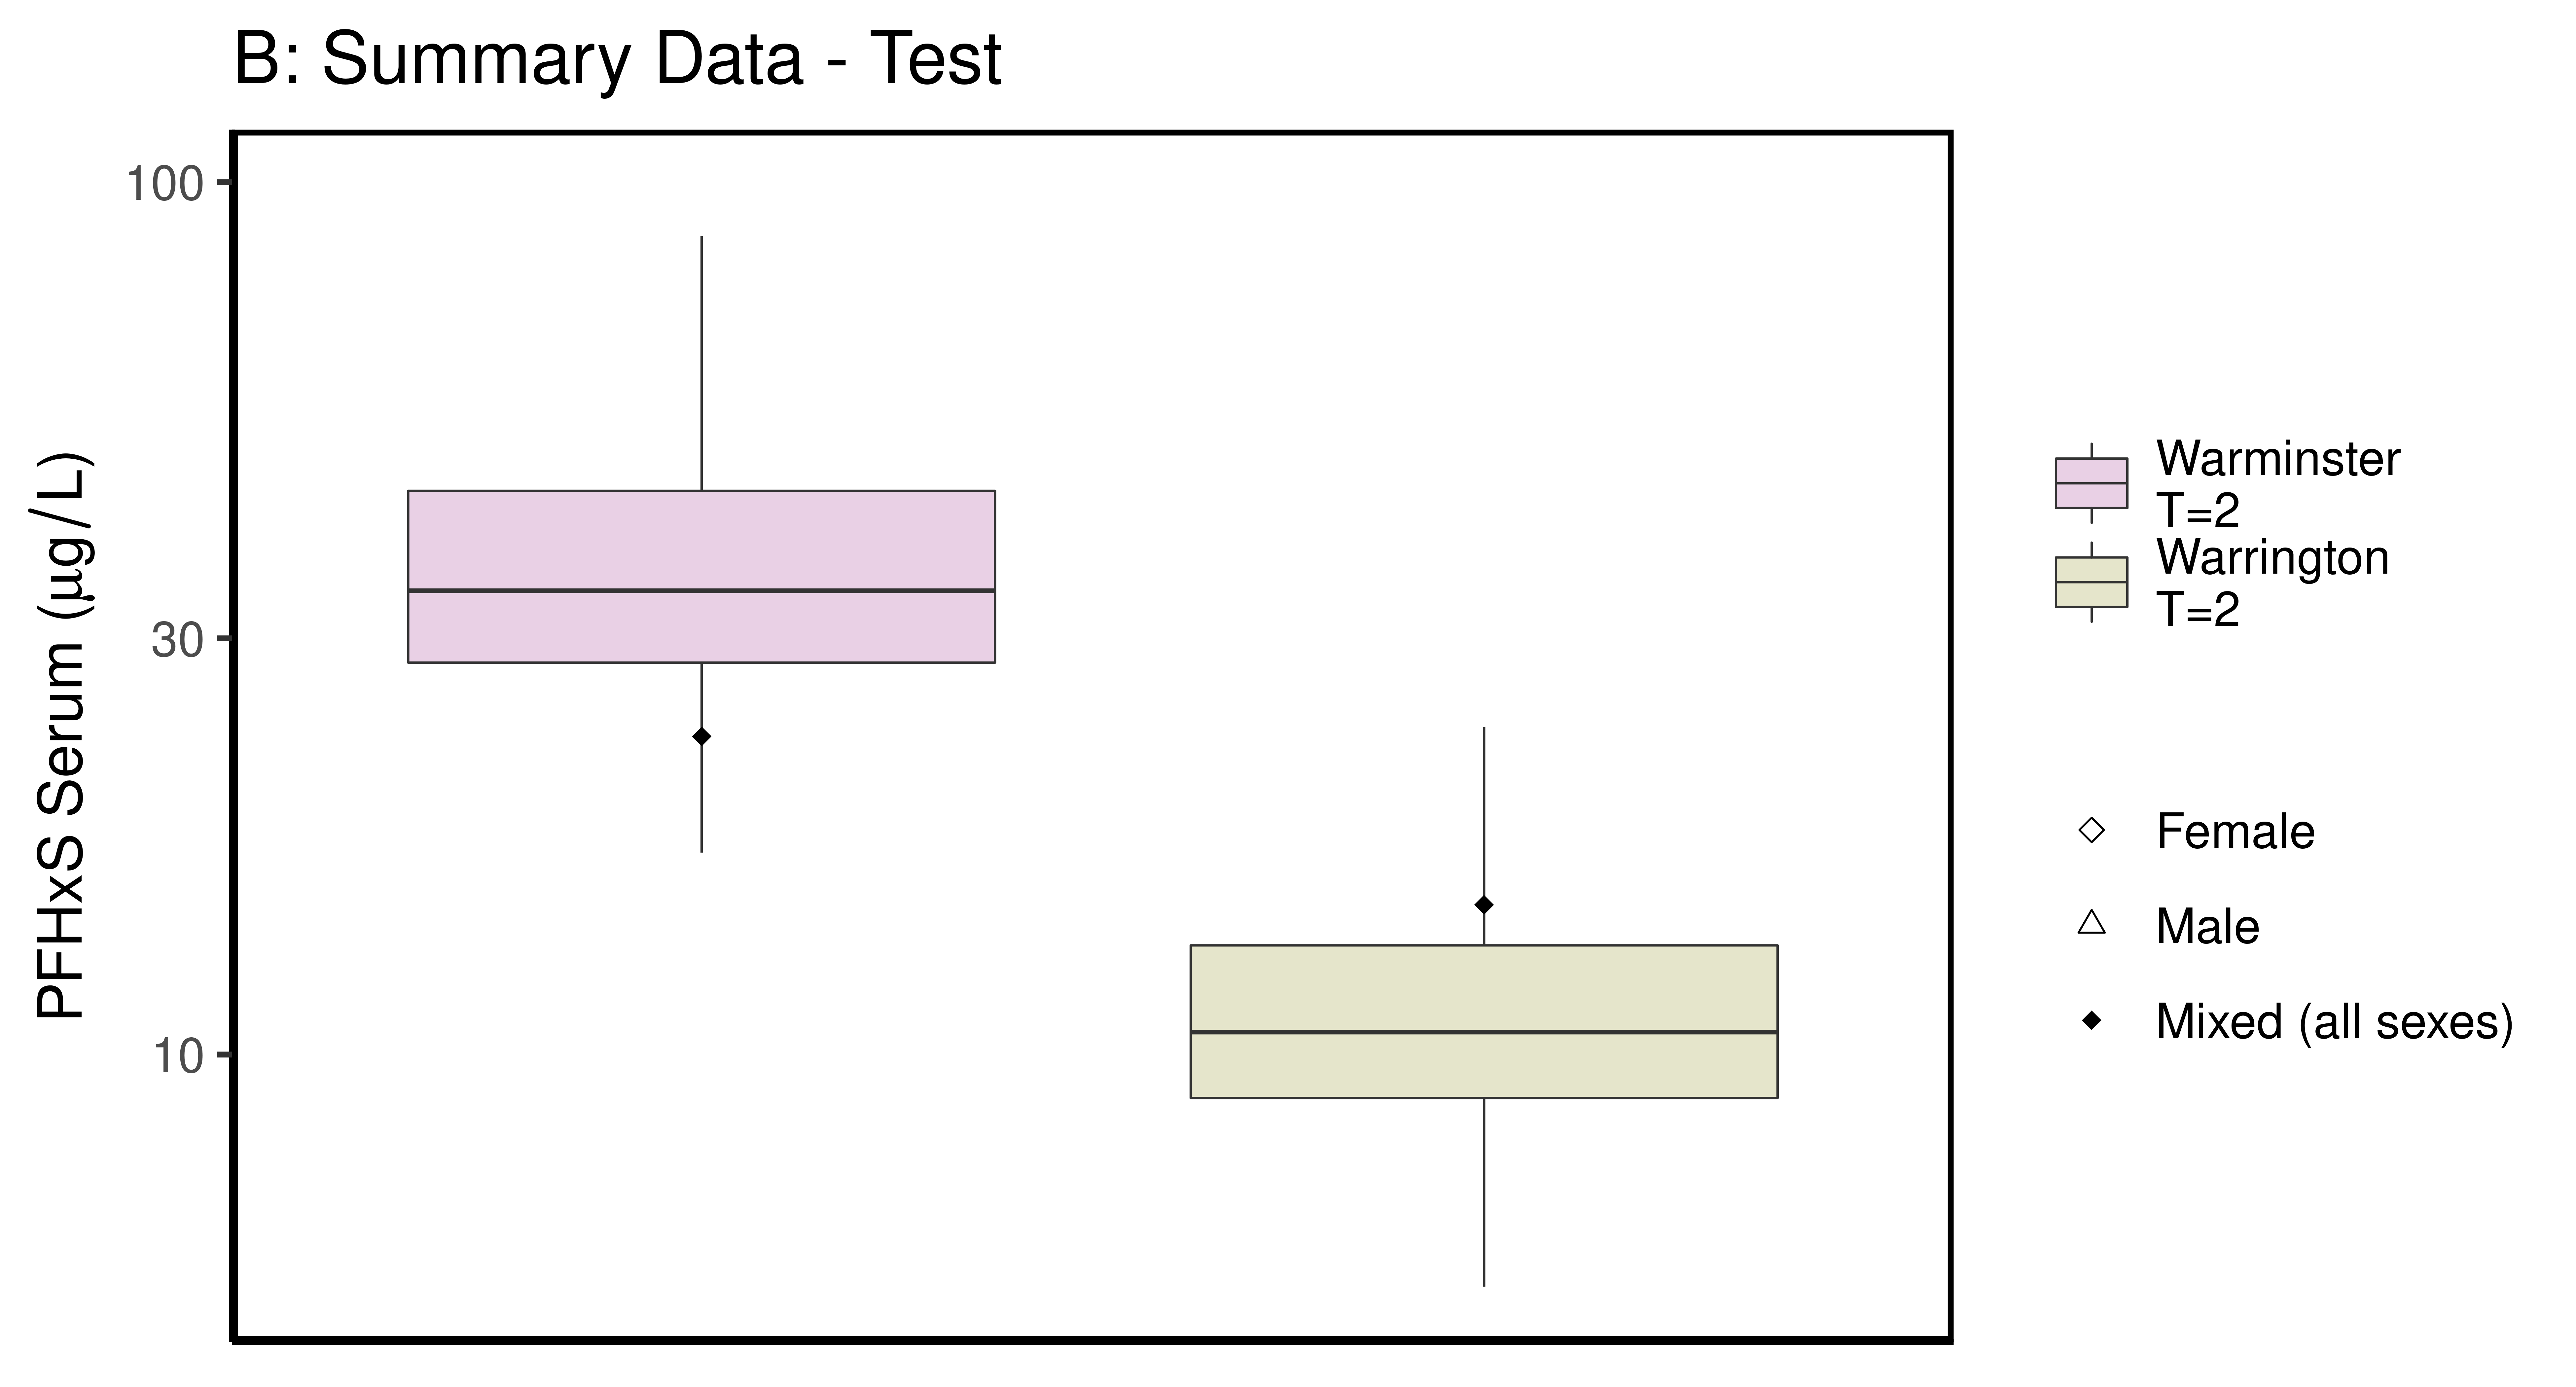 B: Summary Data - Test
100
30
10
PFHxS Serum (μg / L)
Warminster
T=2
Warrington
T=2
Female
Male
Mixed (all sexes)